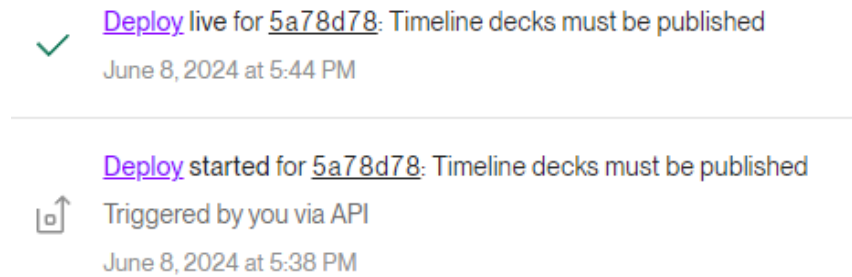 Deploy live for 5a78d78: Timeline decks must be published
June 8, 2024 at 5:44 PM
Deploy started for 5a78d78: Timeline decks must be published
Triggered by you via API
June 8, 2024 at 5:38 PM